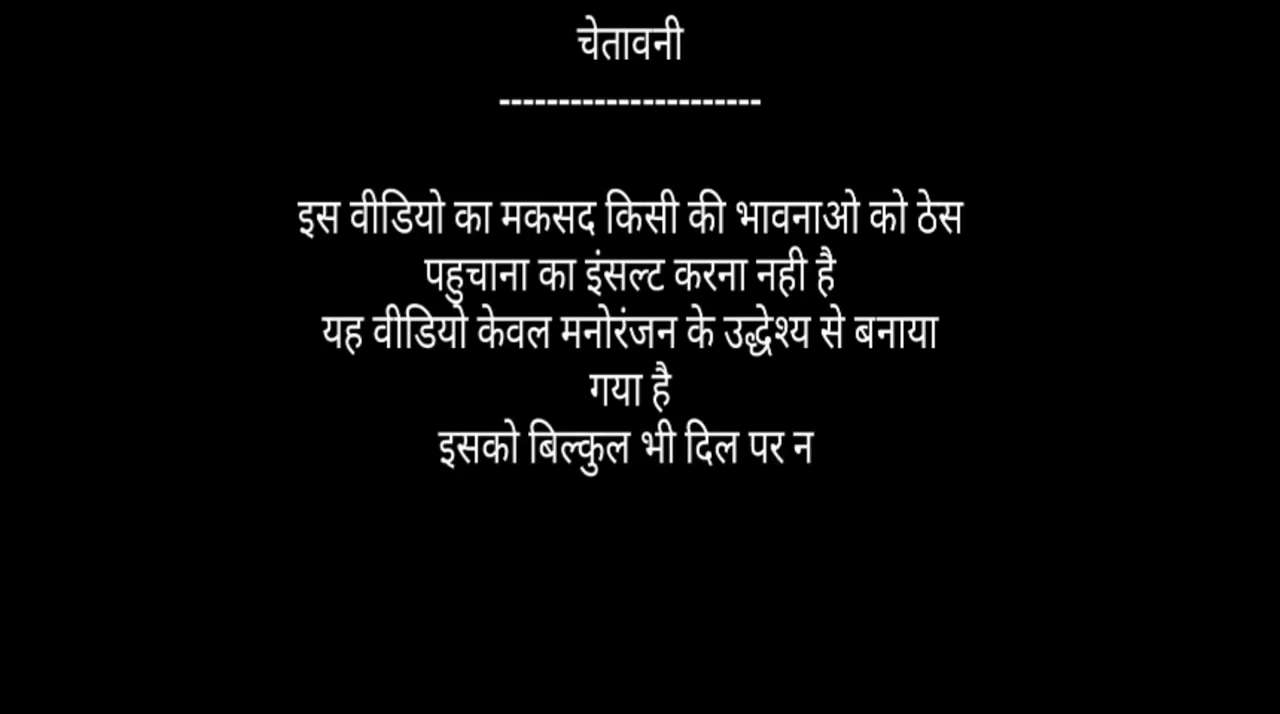 चेतावनी
----------------------
इस वीडियो का मकसद किसी की भावनाओ को ठेस
पहुचाना का इंसल्ट करना नही है
यह वीडियो केवल मनोरंजन के उद्धेश्य से बनाया
गया है
इसको बिल्कुल भी दिल पर न